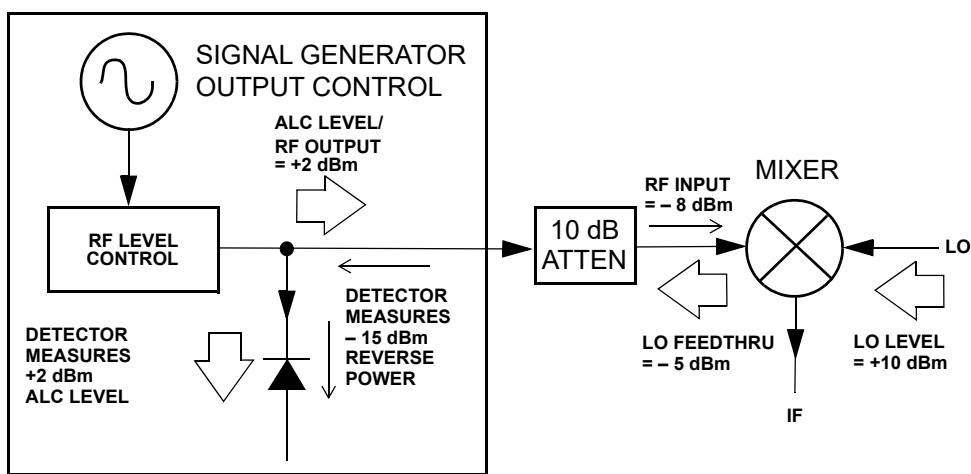 SIGNAL GENERATOR
OUTPUT CONTROL
ALC LEVEL/
RF OUTPUT
= +2 dBm
RF LEVEL
CONTROL
DETECTOR
MEASURES
+2 dBm
ALC LEVEL
DETECTOR
MEASURES
– 15 dBm
REVERSE
POWER
10 dB
ATTEN
RF INPUT
= – 8 dBm
MIXER
LO
LO FEEDTHRU
= – 5 dBm
LO LEVEL
= +10 dBm
IF